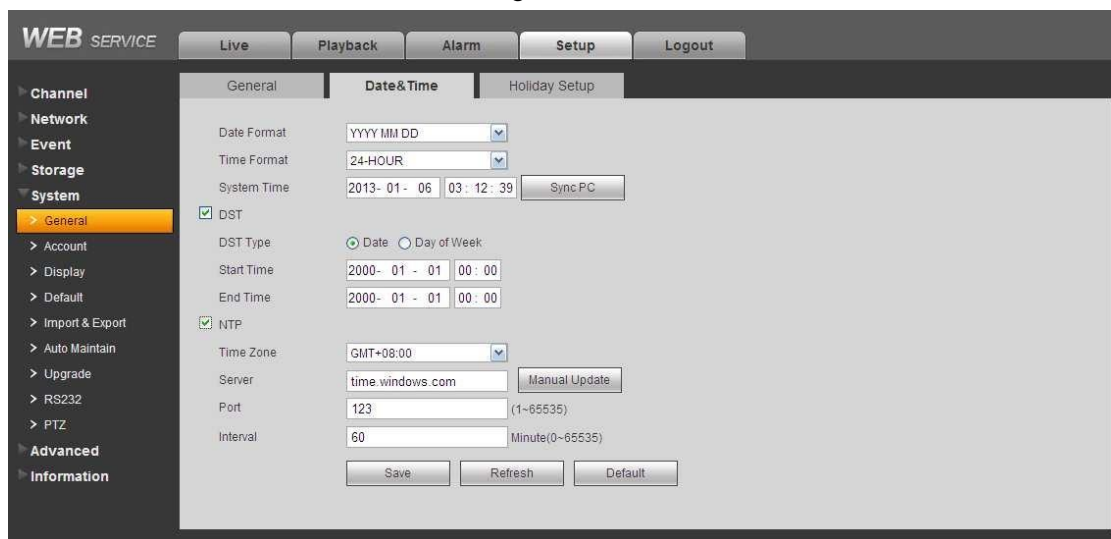 WEB SERVICE
Live Playback Alarm Setup Logout
General Date&Time Holiday Setup
Channel
Network
Event
Storage
System
> General
> Account
> Display
> Default
> Import & Export
> Auto Maintain
> Upgrade
> RS232
> PTZ
Advanced
Information
Date Format YYYY MM DD
Time Format 24-HOUR
System Time 2013- 01 - 06 03 : 12 : 39 Sync PC
DST
DST Type Date Day of Week
Start Time 2000- 01 - 01 00 : 00
End Time 2000- 01 - 01 00 : 00
NTP
Time Zone GMT+08:00
Server time.windows.com Manual Update
Port 123 (1~65535)
Interval 60 Minute(0~65535)
Save Refresh Default